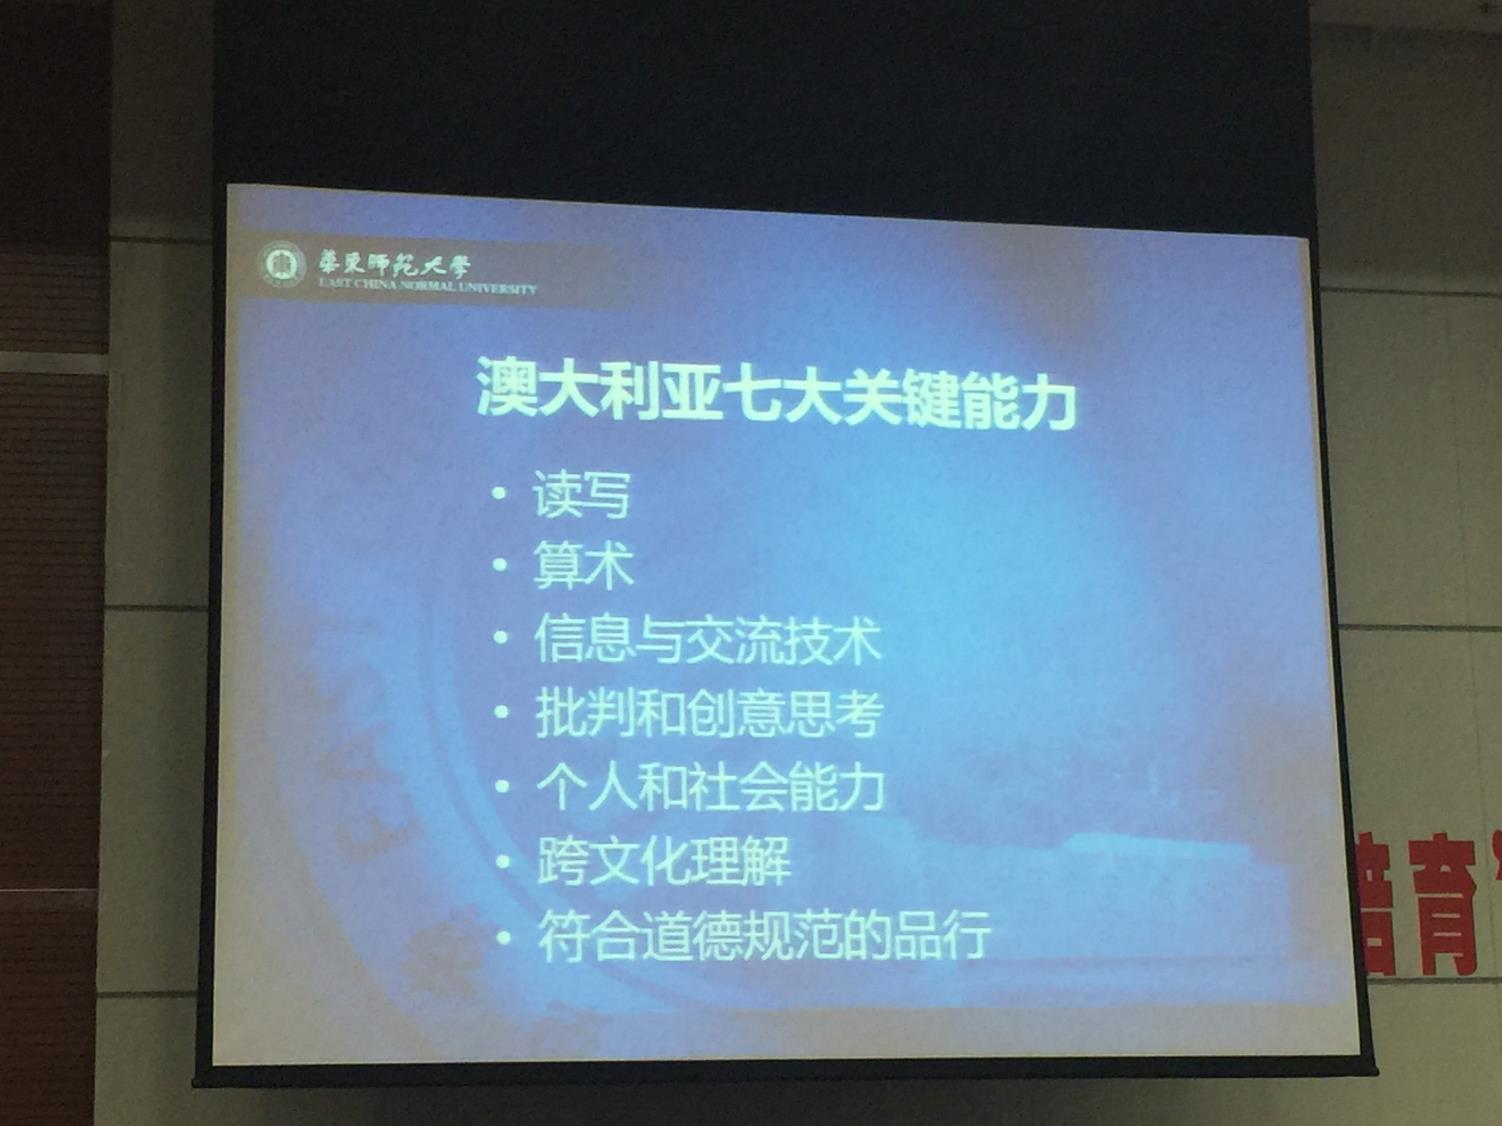 華東師範大學
EAST CHINA NORMAL UNIVERSITY
澳大利亚七大关键能力
• 读写
• 算术
• 信息与交流技术
• 批判和创意思考
• 个人和社会能力
• 跨文化理解
• 符合道德规范的品行
育